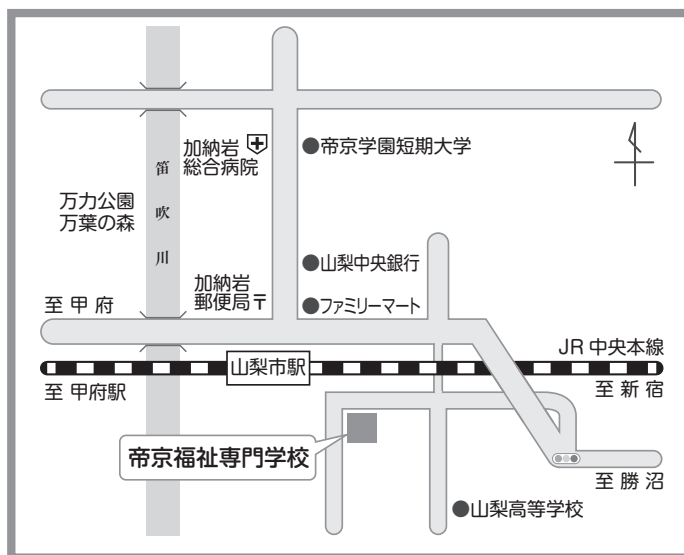 加納岩
総合病院
帝京学園短期大学
笛吹川
万力公園
万葉の森
山梨中央銀行
加納岩
郵便局〒
ファミリーマート
至 甲 府
JR 中央本線
山梨市駅
至 甲府駅
至 新 宿
帝京福祉専門学校
至 勝 沼
山梨高等学校